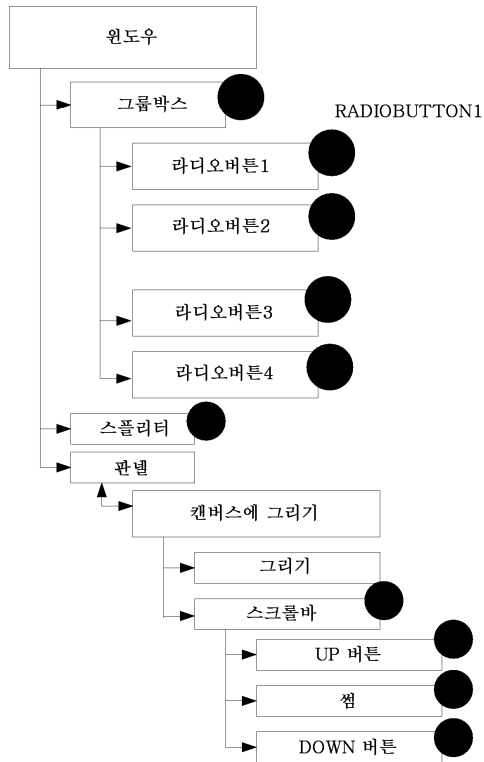 윈도우
그룹박스
RADIOBUTTON1
라디오버튼1
라디오버튼2
라디오버튼3
라디오버튼4
스플리터
판넬
캔버스에 그리기
그리기
스크롤바
UP 버튼
썸
DOWN 버튼